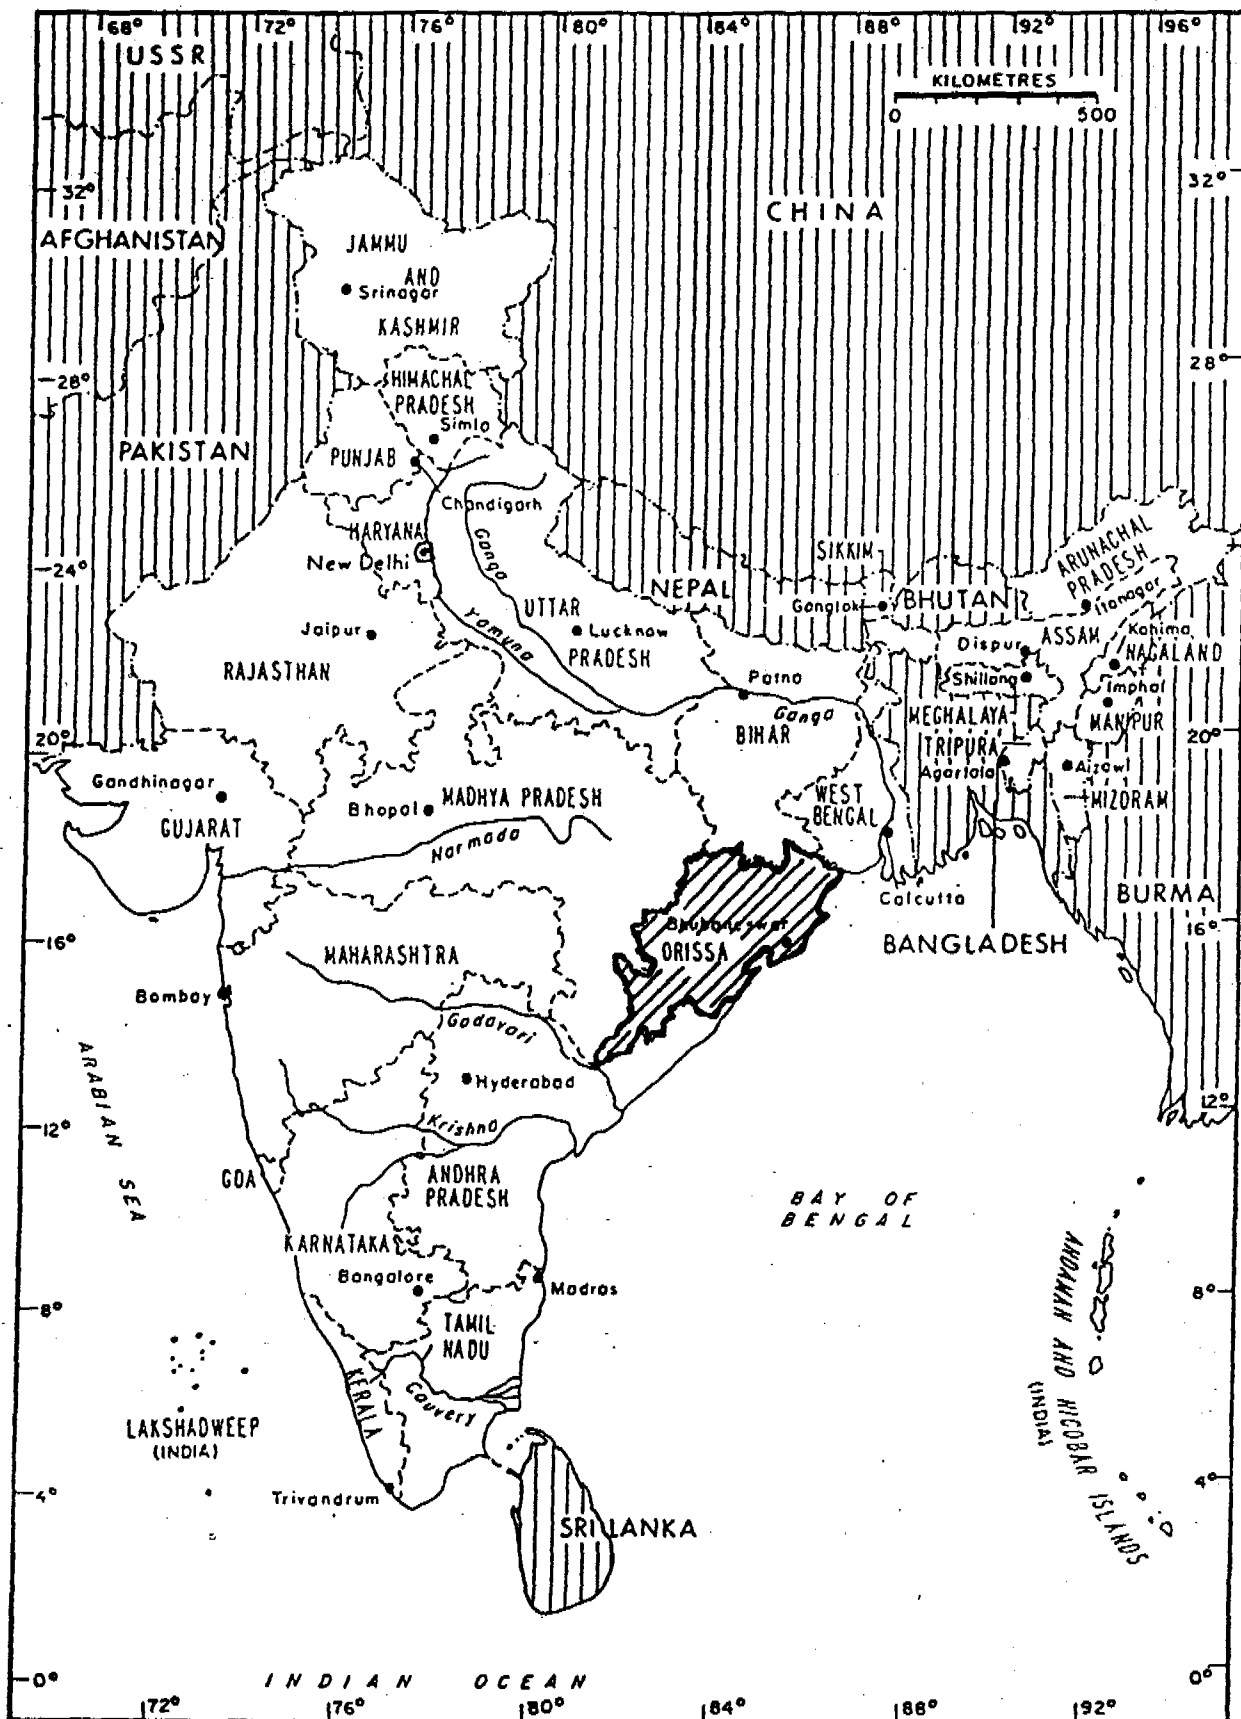 68° 72° 76° 80° 84° 88° 92° 96°
USSR
KILOMETRES
0 500
32° 32°
CHINA
AFGHANISTAN
JAMMU
AND
Srinagar
KASHMIR
28° 28°
HIMACHAL
PRADESH
Simla
PAKISTAN
PUNJAB
Chandigarh
HARYANA
New Delhi
Ganga
24°
SIKKIM
ARUNACHAL
PRADESH
NEPAL
Gangtok
BHUTAN
Itanagar
UTTAR
Lucknow
PRADESH
Jaipur
Yamuna
Dispur
ASSAM
Kohima
NAGALAND
RAJASTHAN
Patna
Shillong
Imphal
Ganga
MEGHALAYA
MANIPUR
BIHAR
20° 20°
TRIPURA
Agartala
Aizawl
Gandhinagar
Bhopal
MADHYA PRADESH
WEST
BENGAL
MIZORAM
GUJARAT
Narmada
Calcutta
BURMA
16° 16°
Bhubaneswar
ORISSA
BANGLADESH
MAHARASHTRA
Bombay
Godavari
ARABIAN SEA
Hyderabad
12° 12°
Krishna
GOA
ANDHRA
PRADESH
BAY OF
BENGAL
KARNATAKA
Bangalore
Madras
8° 8°
TAMIL
NADU
ANDAMAN AND NICOBAR ISLANDS
(INDIA)
KERALA
Cauvery
LAKSHADWEEP
(INDIA)
4° 4°
Trivandrum
SRI LANKA
0° 0°
INDIAN OCEAN
72° 76° 80° 84° 88° 92°